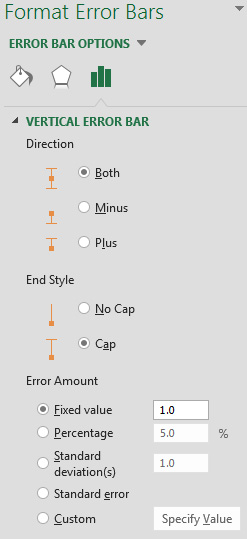 Format Error Bars
ERROR BAR OPTIONS
VERTICAL ERROR BAR
Direction
Both
Minus
Plus
End Style
No Cap
Cap
Error Amount
Fixed value 1.0
Percentage 5.0 %
Standard
deviation(s) 1.0
Standard error
Custom Specify Value